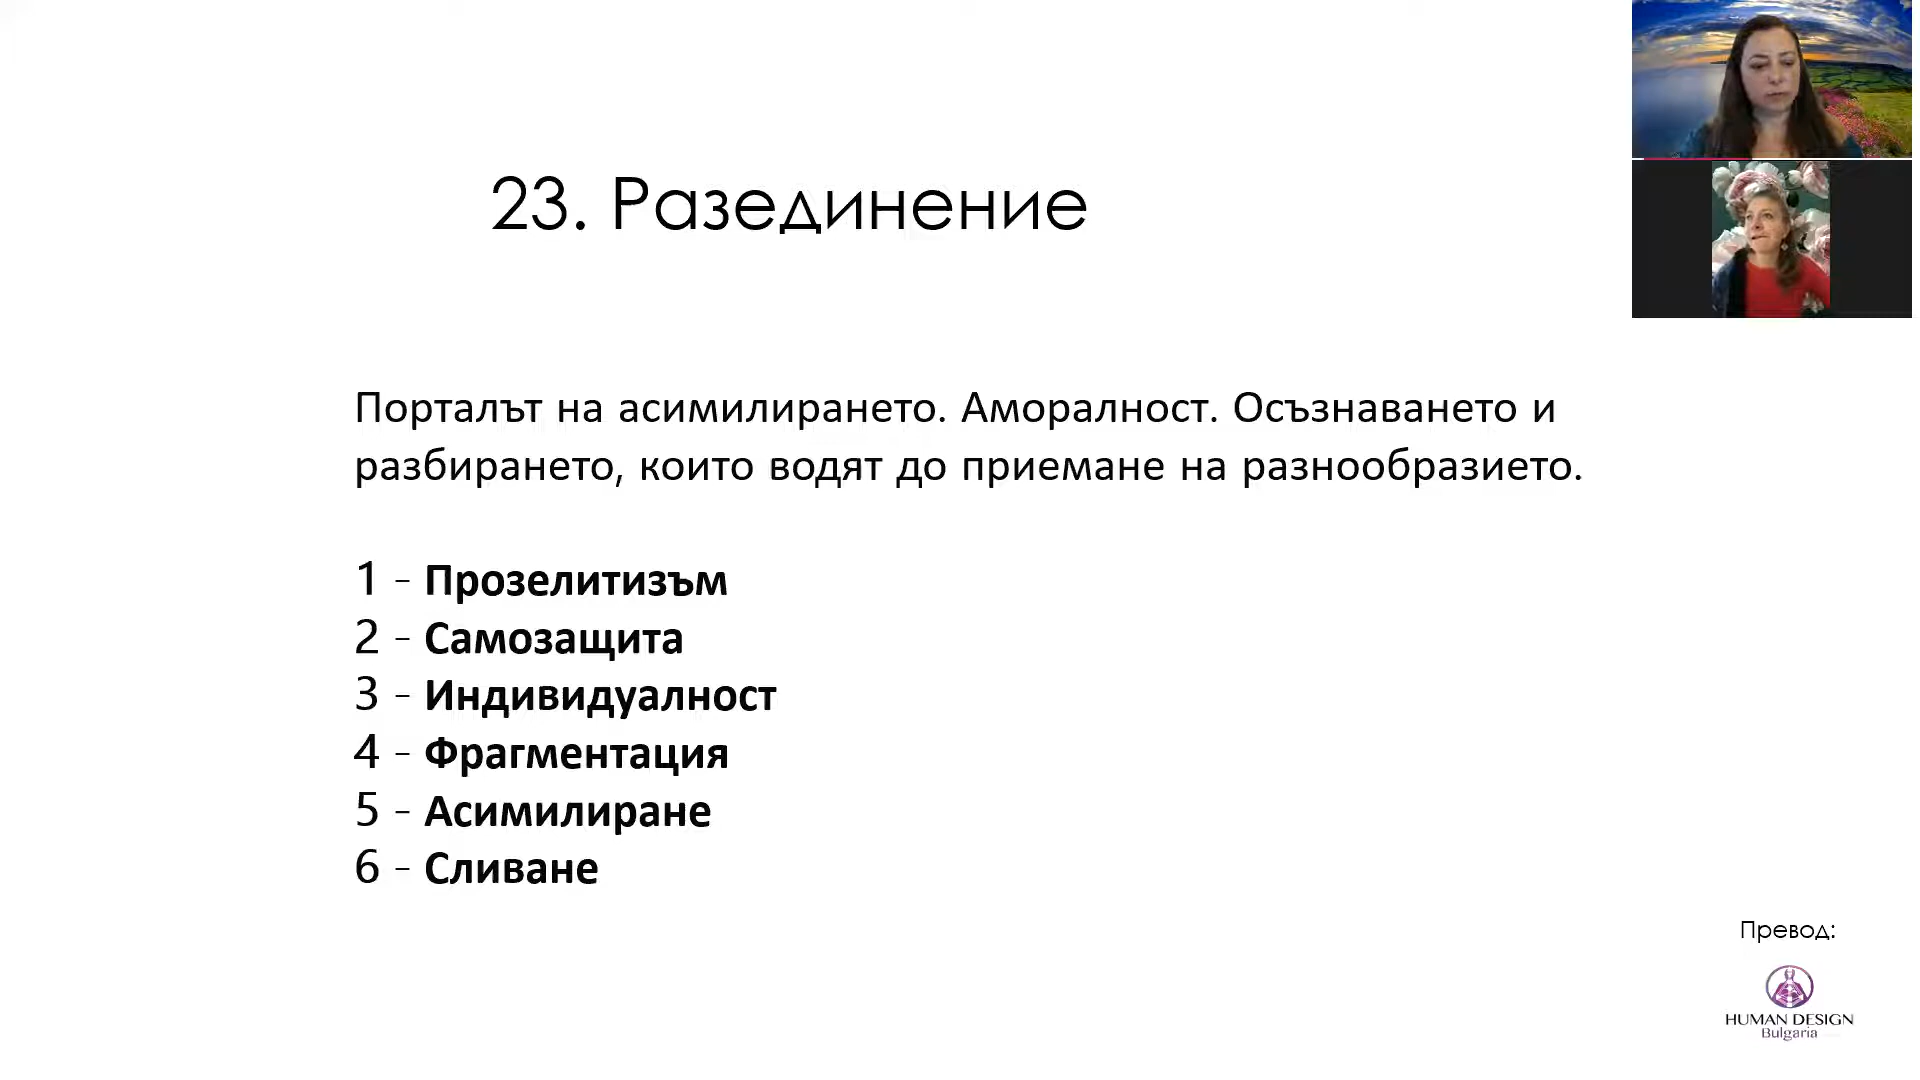 23. Разединение
Порталът на асимилирането. Аморалност. Осъзнаването и
разбирането, които водят до приемане на разнообразието.
1 - Прозелитизъм
2 - Самозащита
3 - Индивидуалност
4 - Фрагментация
5 - Асимилиране
6 - Сливане
Превод:
HUMAN DESIGN
Bulgaria